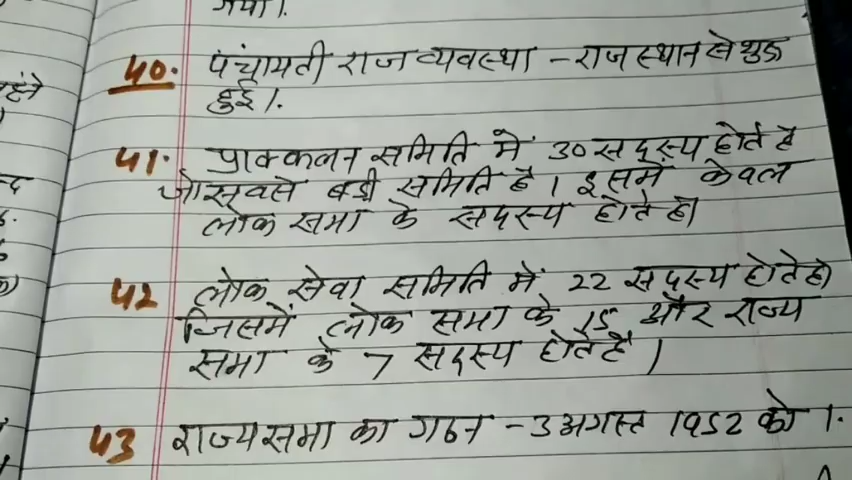 गया।.
40. पंचायती राज व्यवस्था - राजस्थान से शुरू
हुई।.
41. प्राक्कलन समिति में 30 सदस्य होते है
जो सबसे बडी समिति है। इसमें केवल
लोक सभा के सदस्य होते है।
42 लोक सेवा समिति में 22 सदस्य होते है।
जिसमें लोक सभा के 15 और राज्य
सभा के 7 सदस्य होते है।
43 राज्यसभा का गठन - 3 अगस्त 1952 को ।.